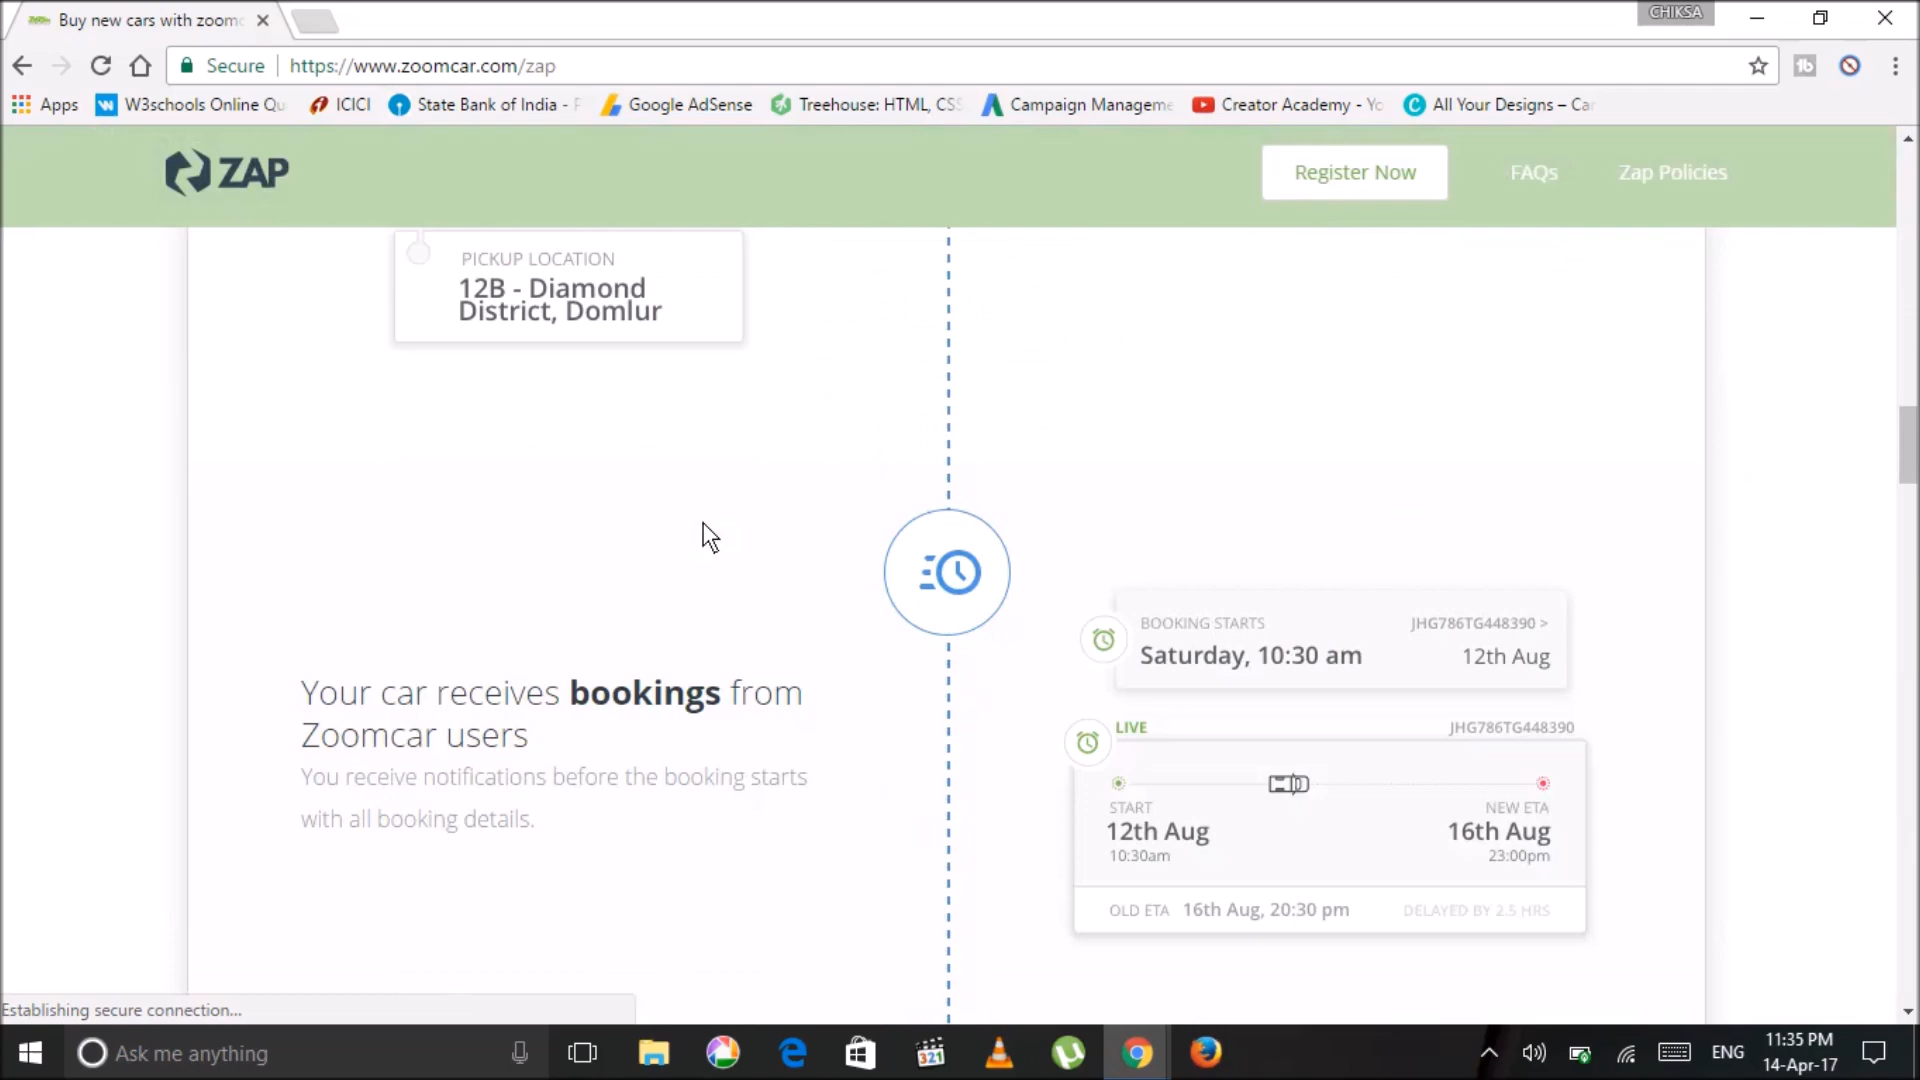 Buy new cars with zoomc
CHIKSA
Secure
https://www.zoomcar.com/zap
Apps
W3schools Online Qu
ICICI
State Bank of India -
Google AdSense
Treehouse: HTML, CSS
Campaign Manageme
Creator Academy - Yo
All Your Designs – Ca
ZAP
Register Now
FAQs
Zap Policies
PICKUP LOCATION
12B - Diamond
District, Domlur
BOOKING STARTS
JHG786TG448390 >
Saturday, 10:30 am
12th Aug
Your car receives bookings from
Zoomcar users
You receive notifications before the booking starts
with all booking details.
LIVE
JHG786TG448390
START
NEW ETA
12th Aug
16th Aug
10:30am
23:00pm
OLD ETA 16th Aug, 20:30 pm
DELAYED BY 2.5 HRS
Establishing secure connection...
Ask me anything
321
ENG
11:35 PM
14-Apr-17